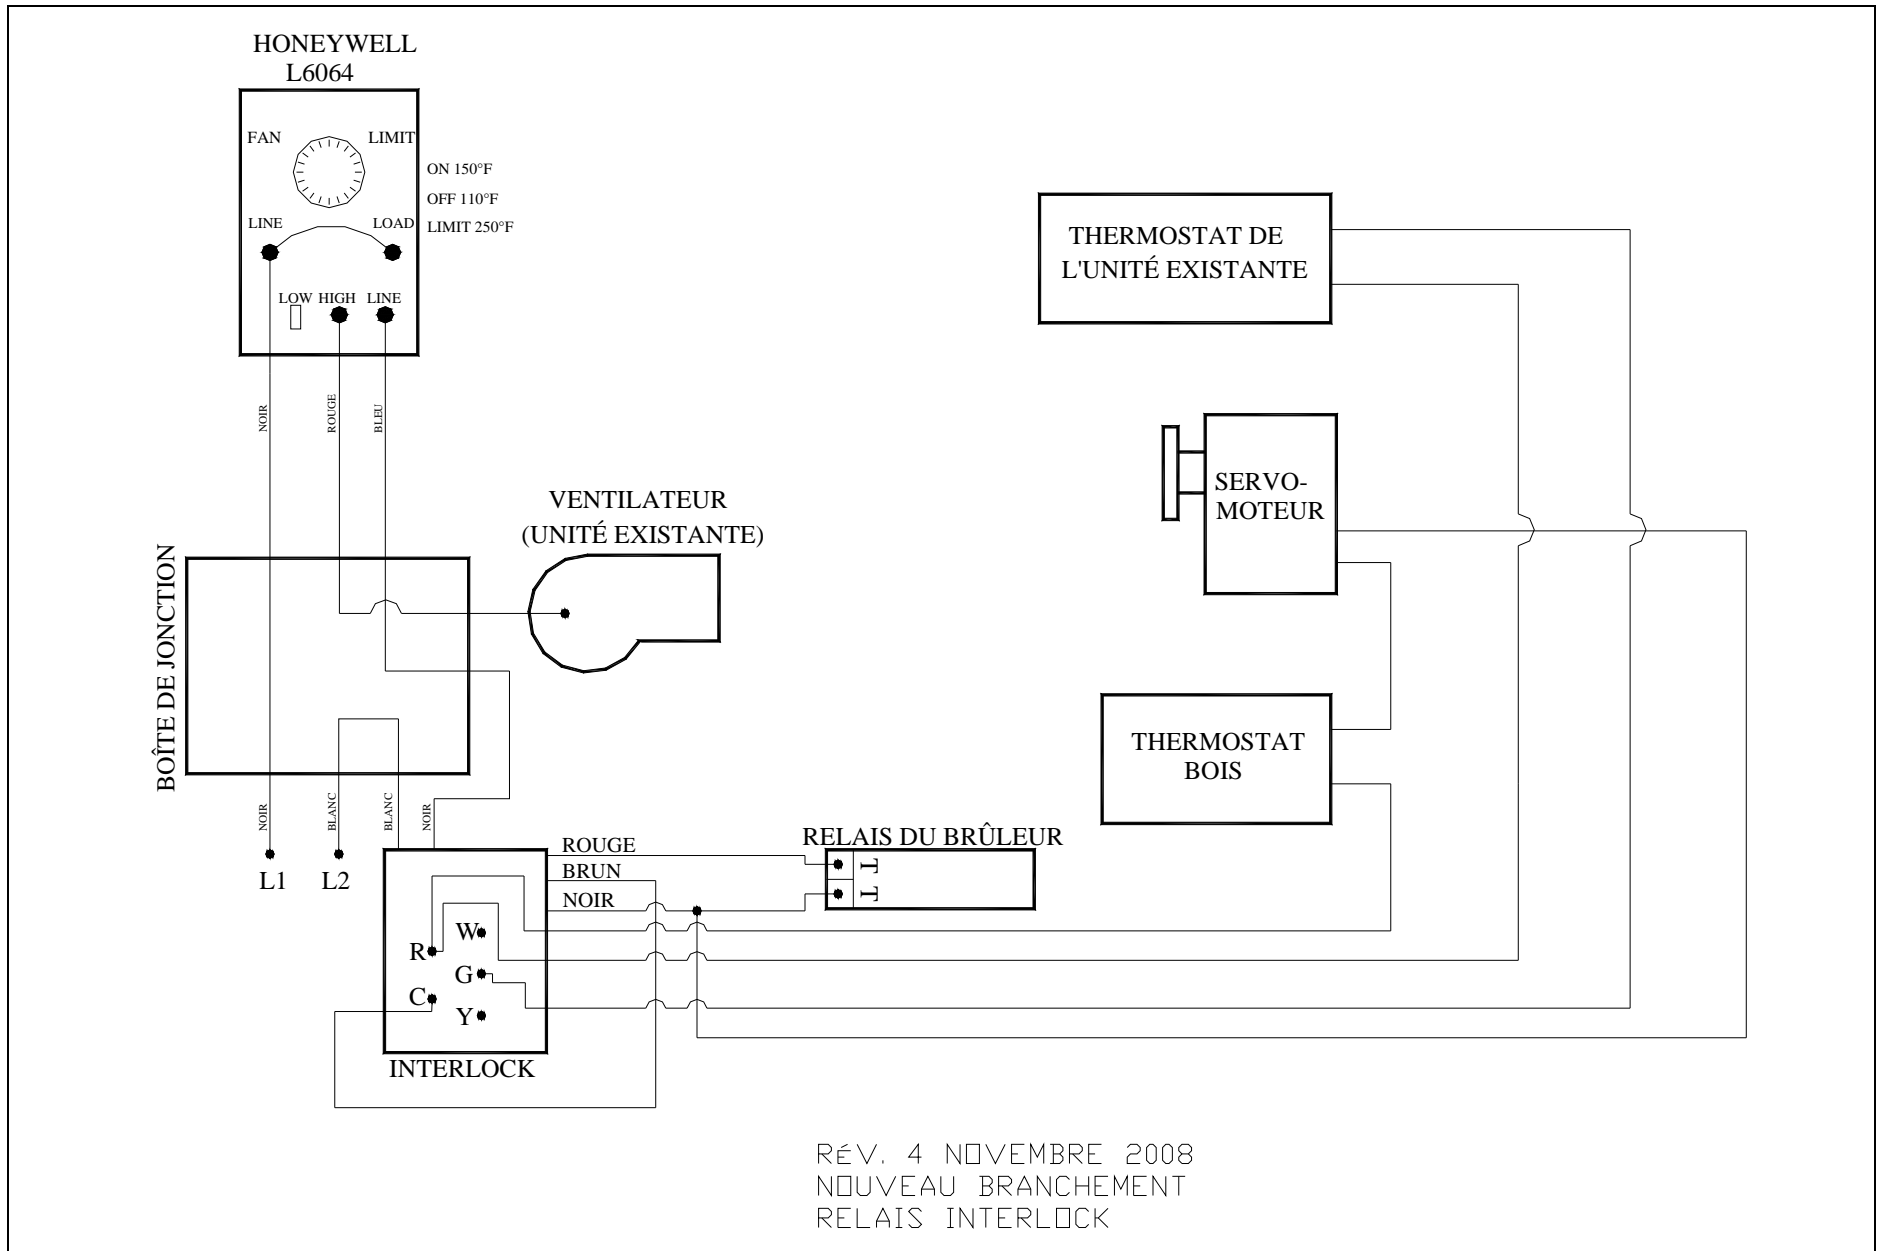 HONEYWELL
L6064
FAN
LIMIT
ON 150°F
OFF 110°F
LINE
LOAD
LIMIT 250°F
LOW
HIGH
LINE
NOIR
ROUGE
BLEU
VENTILATEUR
(UNITÉ EXISTANTE)
BOÎTE DE JONCTION
THERMOSTAT DE
L'UNITÉ EXISTANTE
SERVO-
MOTEUR
THERMOSTAT
BOIS
NOIR
BLANC
BLANC
NOIR
L1
L2
ROUGE
BRUN
NOIR
RELAIS DU BRÛLEUR
T
T
W
R
G
C
Y
INTERLOCK
RÉV. 4 NOVEMBRE 2008
NOUVEAU BRANCHEMENT
RELAIS INTERLOCK